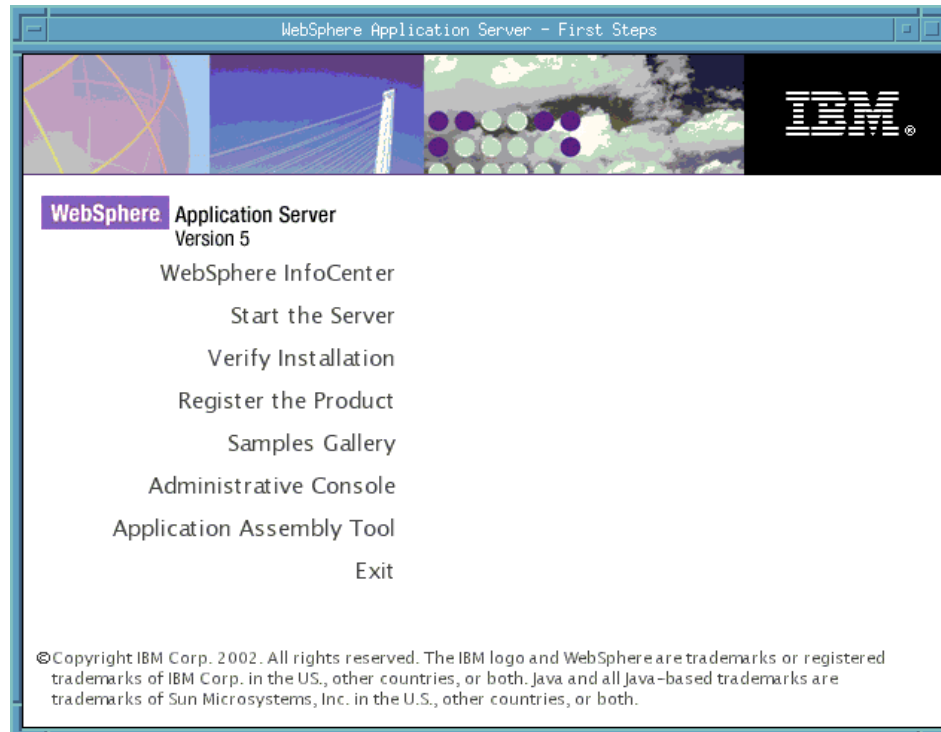 WebSphere Application Server - First Steps
IBM®
WebSphere Application Server
Version 5
WebSphere InfoCenter
Start the Server
Verify Installation
Register the Product
Samples Gallery
Administrative Console
Application Assembly Tool
Exit
©Copyright IBM Corp. 2002. All rights reserved. The IBM logo and WebSphere are trademarks or registered
trademarks of IBM Corp. in the US., other countries, or both. Java and all Java-based trademarks are
trademarks of Sun Microsystems, Inc. in the U.S., other countries, or both.